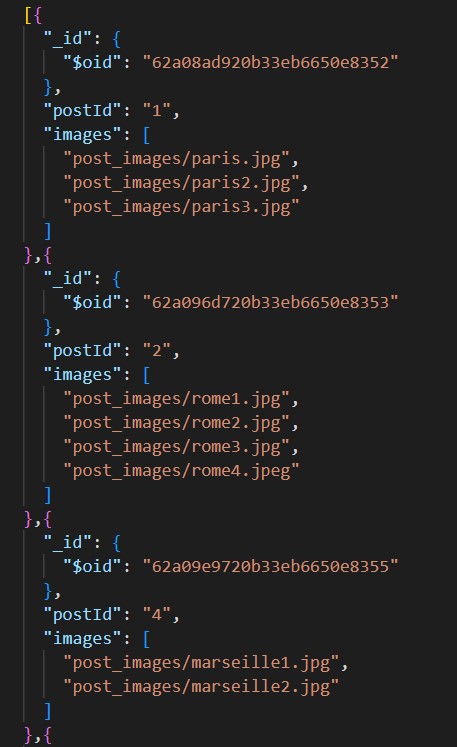 [{
  "_id": {
    "$oid": "62a08ad920b33eb6650e8352"
  },
  "postId": "1",
  "images": [
    "post_images/paris.jpg",
    "post_images/paris2.jpg",
    "post_images/paris3.jpg"
  ]
},{
  "_id": {
    "$oid": "62a096d720b33eb6650e8353"
  },
  "postId": "2",
  "images": [
    "post_images/rome1.jpg",
    "post_images/rome2.jpg",
    "post_images/rome3.jpg",
    "post_images/rome4.jpeg"
  ]
},{
  "_id": {
    "$oid": "62a09e9720b33eb6650e8355"
  },
  "postId": "4",
  "images": [
    "post_images/marseille1.jpg",
    "post_images/marseille2.jpg"
  ]
},{